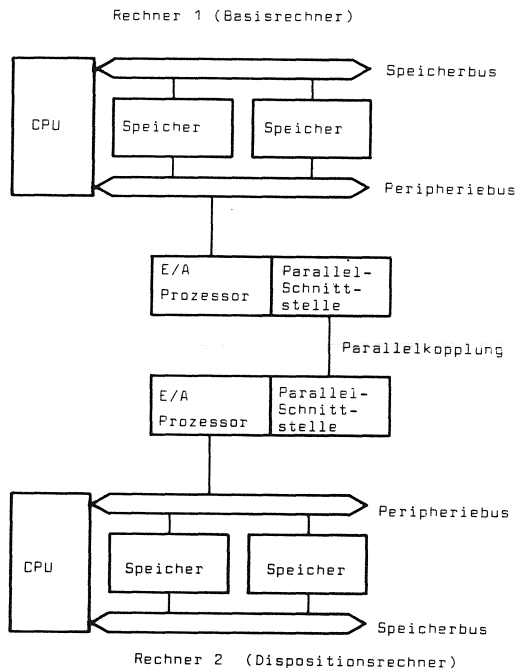 Rechner 1 (Basisrechner)
Speicherbus
CPU
Speicher
Speicher
Peripheriebus
E/A
Prozessor
Parallel-
Schnitt-
stelle
Parallelkopplung
E/A
Prozessor
Parallel-
Schnitt-
stelle
Peripheriebus
CPU
Speicher
Speicher
Speicherbus
Rechner 2 (Dispositionsrechner)